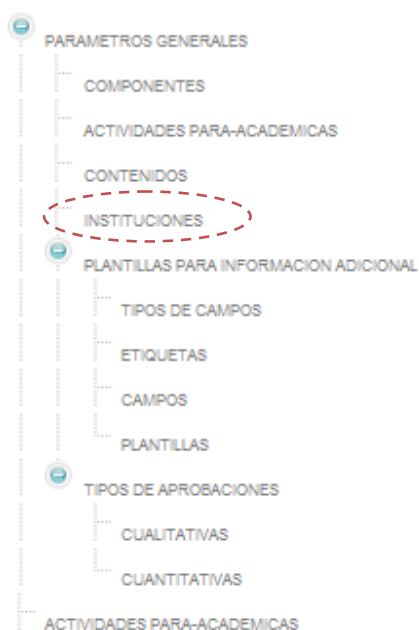 PARAMETROS GENERALES
COMPONENTES
ACTIVIDADES PARA-ACADEMICAS
CONTENIDOS
INSTITUCIONES
PLANTILLAS PARA INFORMACION ADICIONAL
TIPOS DE CAMPOS
ETIQUETAS
CAMPOS
PLANTILLAS
TIPOS DE APROBACIONES
CUALITATIVAS
CUANTITATIVAS
ACTIVIDADES PARA-ACADEMICAS